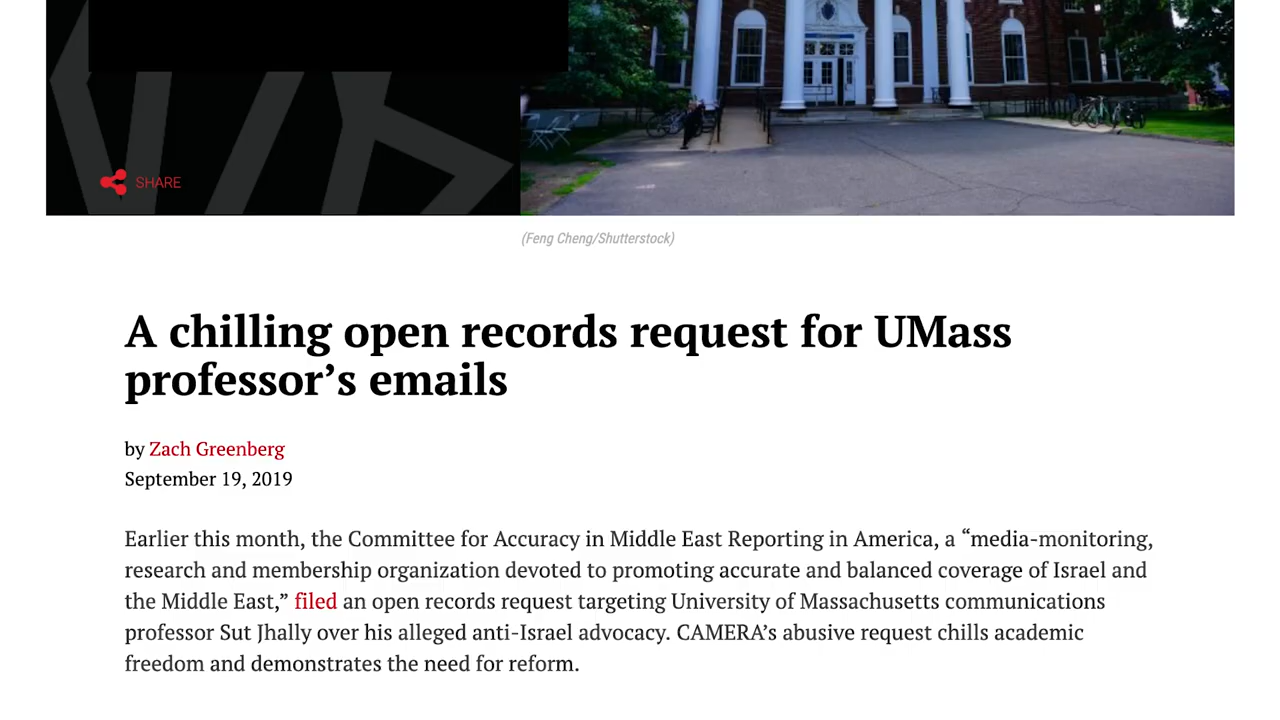 SHARE
(Feng Cheng/Shutterstock)
A chilling open records request for UMass
professor’s emails
by Zach Greenberg
September 19, 2019
Earlier this month, the Committee for Accuracy in Middle East Reporting in America, a “media-monitoring,
research and membership organization devoted to promoting accurate and balanced coverage of Israel and
the Middle East,” filed an open records request targeting University of Massachusetts communications
professor Sut Jhally over his alleged anti-Israel advocacy. CAMERA’s abusive request chills academic
freedom and demonstrates the need for reform.